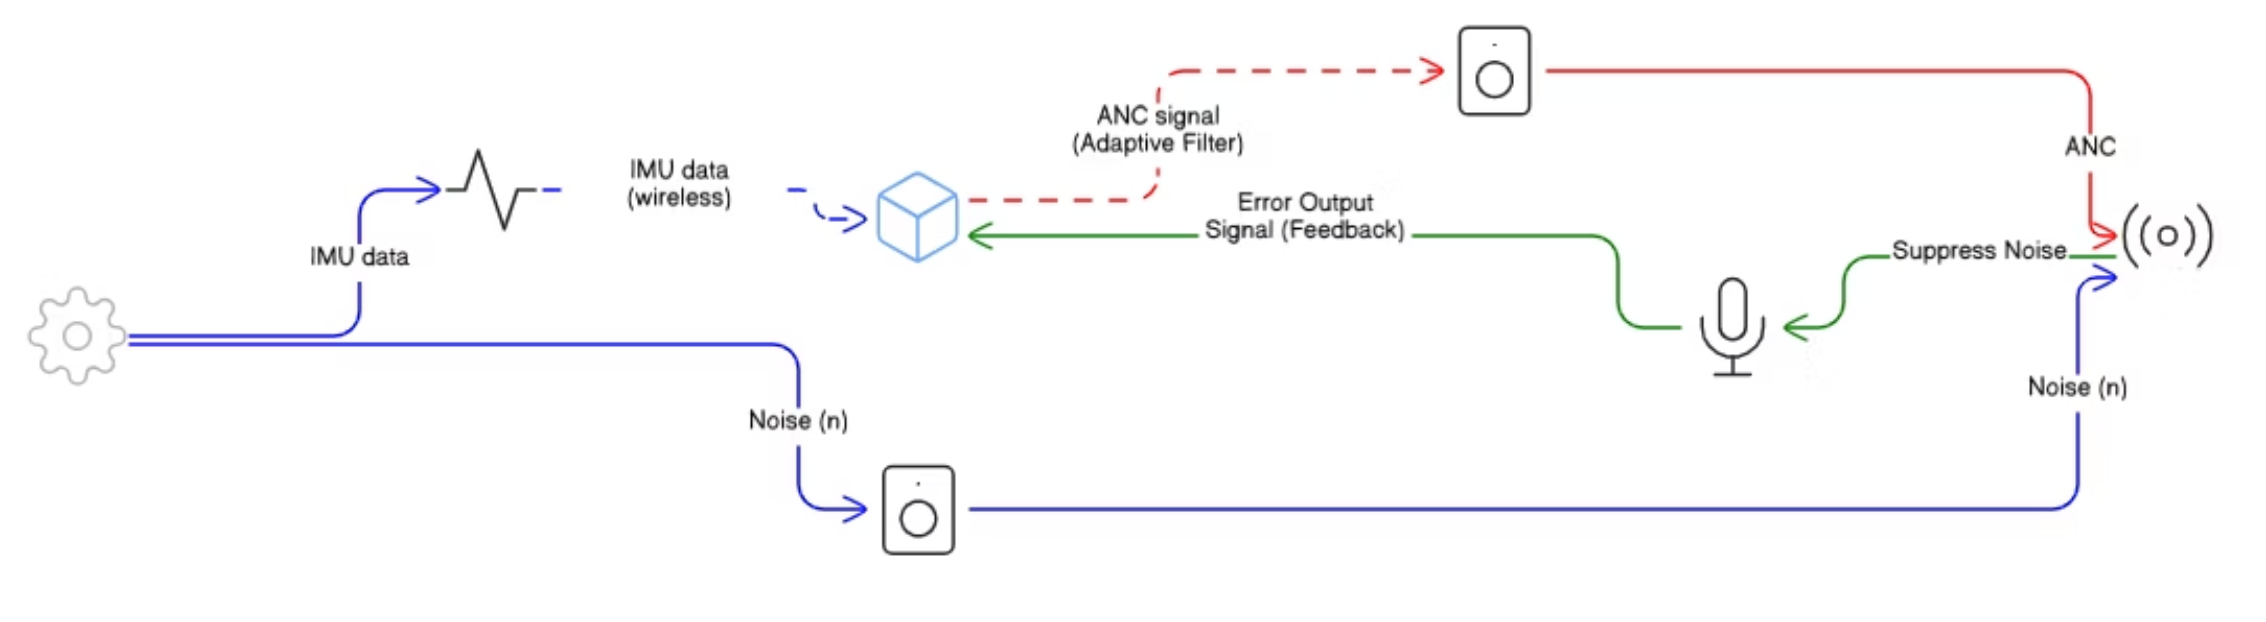 ANC signal
(Adaptive Filter)
ANC
IMU data
(wireless)
Error Output
Signal (Feedback)
Suppress Noise
IMU data
Noise (n)
Noise (n)